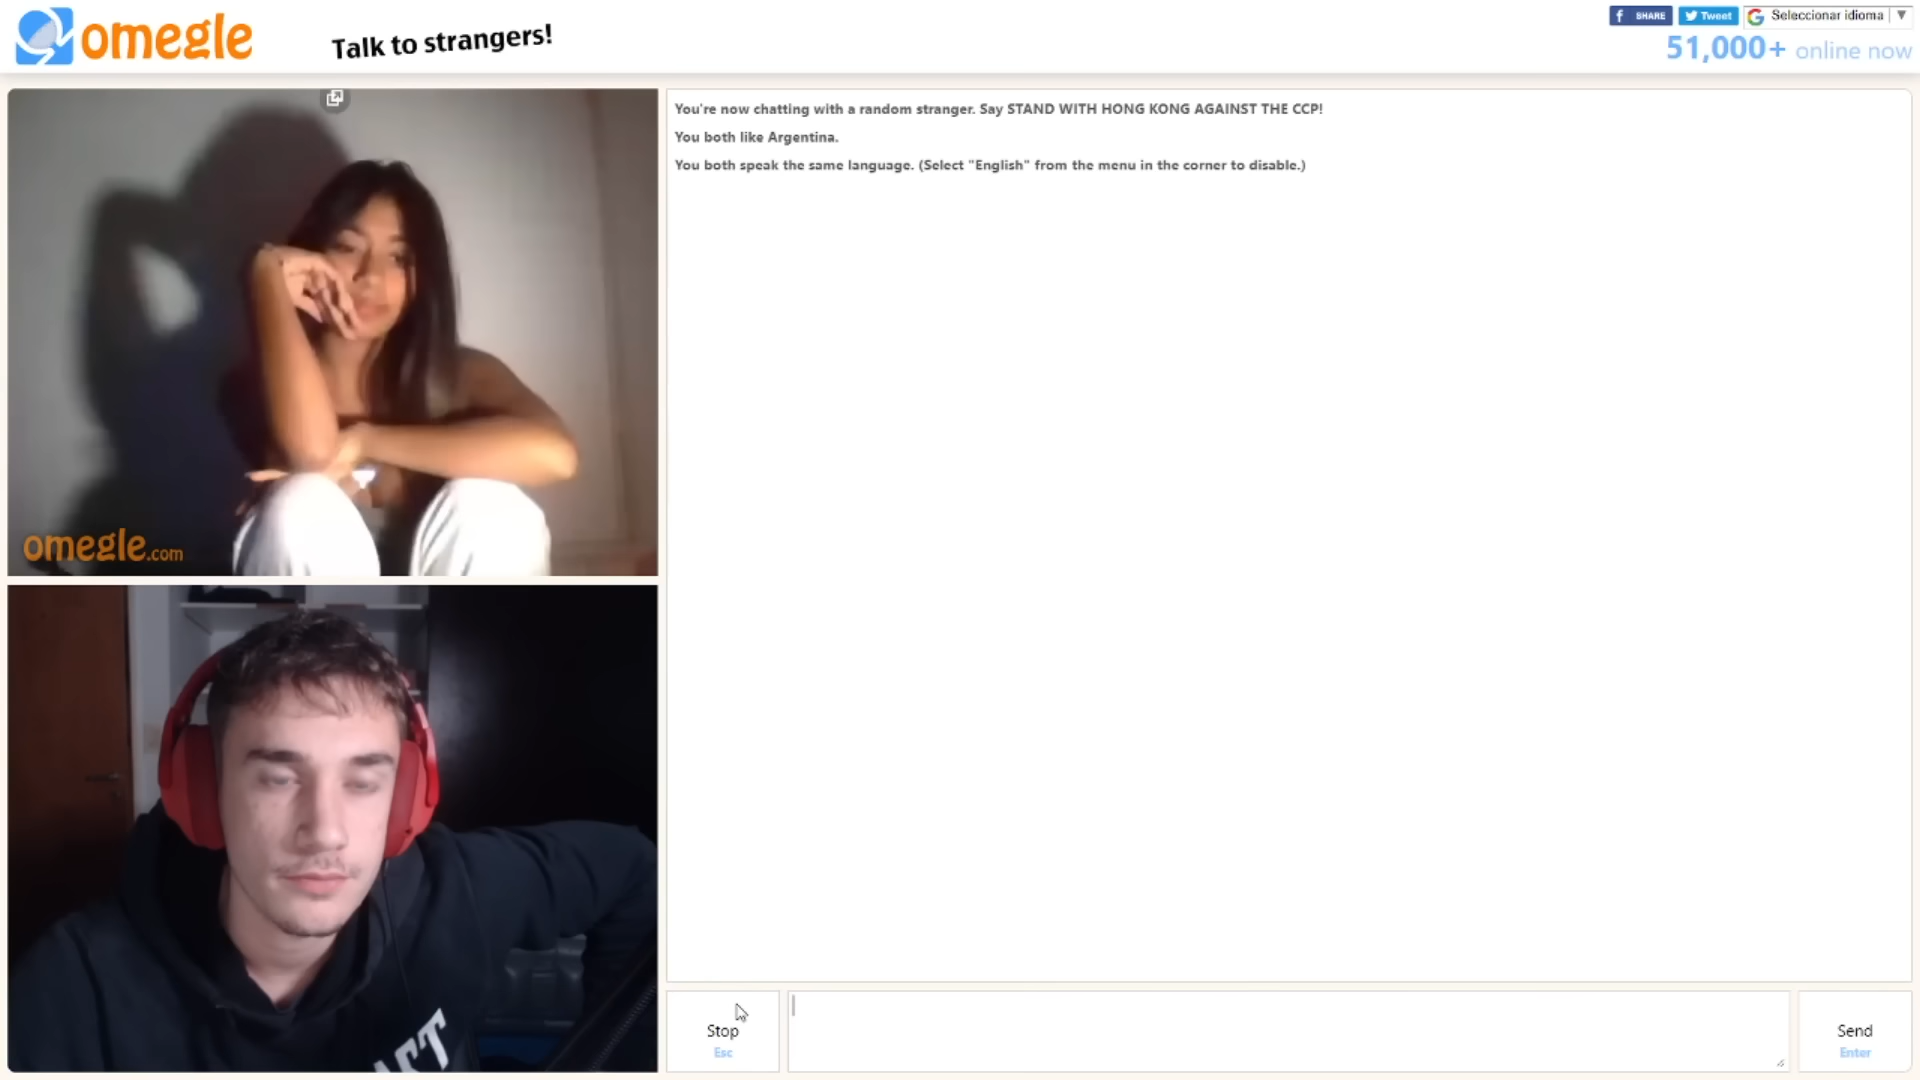 omegle
Talk to strangers!
SHARE
Tweet
Seleccionar idioma
51,000+ online now
You're now chatting with a random stranger. Say STAND WITH HONG KONG AGAINST THE CCP!
You both like Argentina.
You both speak the same language. (Select "English" from the menu in the corner to disable.)
omegle.com
Stop
Esc
Send
Enter